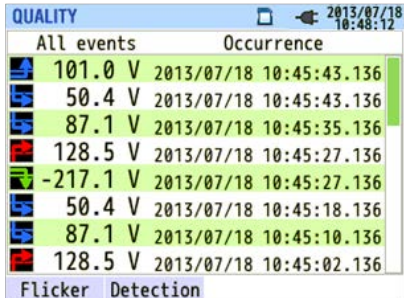 QUALITY 2013/07/18
10:48:12
All events Occurrence
101.0 V 2013/07/18 10:45:43.136
50.4 V 2013/07/18 10:45:43.136
87.1 V 2013/07/18 10:45:35.136
128.5 V 2013/07/18 10:45:27.136
-217.1 V 2013/07/18 10:45:27.136
50.4 V 2013/07/18 10:45:18.136
87.1 V 2013/07/18 10:45:10.136
128.5 V 2013/07/18 10:45:02.136
Flicker Detection